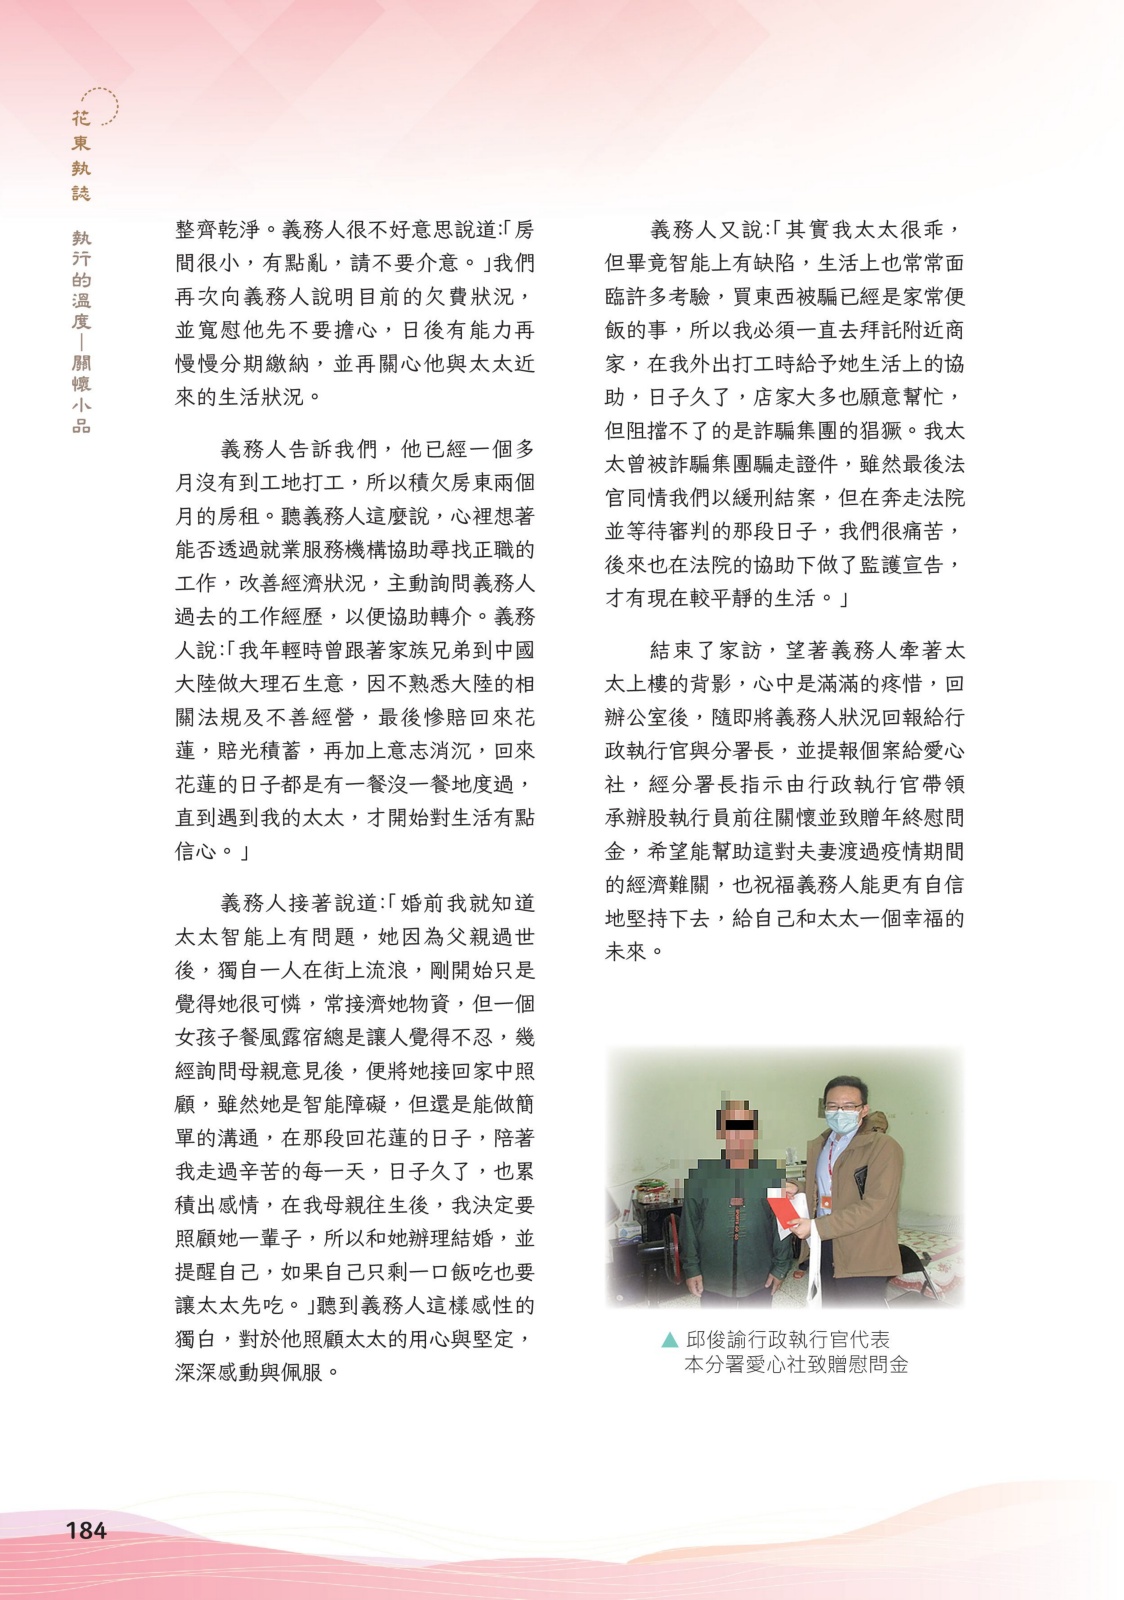 花東執誌 執行的溫度—關懷小品
整齊乾淨。義務人很不好意思說道:「房
間很小，有點亂，請不要介意。」我們
再次向義務人說明目前的欠費狀況，
並寬慰他先不要擔心，日後有能力再
慢慢分期繳納，並再關心他與太太近
來的生活狀況。
義務人告訴我們，他已經一個多
月沒有到工地打工，所以積欠房東兩個
月的房租。聽義務人這麼說，心裡想著
能否透過就業服務機構協助尋找正職的
工作，改善經濟狀況，主動詢問義務人
過去的工作經歷，以便協助轉介。義務
人說:「我年輕時曾跟著家族兄弟到中國
大陸做大理石生意，因不熟悉大陸的相
關法規及不善經營，最後慘賠回來花
蓮，賠光積蓄，再加上意志消沉，回來
花蓮的日子都是有一餐沒一餐地度過，
直到遇到我的太太，才開始對生活有點
信心。」
義務人接著說道:「婚前我就知道
太太智能上有問題，她因為父親過世
後，獨自一人在街上流浪，剛開始只是
覺得她很可憐，常接濟她物資，但一個
女孩子餐風露宿總是讓人覺得不忍，幾
經詢問母親意見後，便將她接回家中照
顧，雖然她是智能障礙，但還是能做簡
單的溝通，在那段回花蓮的日子，陪著
我走過辛苦的每一天，日子久了，也累
積出感情，在我母親往生後，我決定要
照顧她一輩子，所以和她辦理結婚，並
提醒自己，如果自己只剩一口飯吃也要
讓太太先吃。」聽到義務人這樣感性的
獨白，對於他照顧太太的用心與堅定，
深深感動與佩服。
義務人又說:「其實我太太很乖，
但畢竟智能上有缺陷，生活上也常常面
臨許多考驗，買東西被騙已經是家常便
飯的事，所以我必須一直去拜託附近商
家，在我外出打工時給予她生活上的協
助，日子久了，店家大多也願意幫忙，
但阻擋不了的是詐騙集團的猖獗。我太
太曾被詐騙集團騙走證件，雖然最後法
官同情我們以緩刑結案，但在奔走法院
並等待審判的那段日子，我們很痛苦，
後來也在法院的協助下做了監護宣告，
才有現在較平靜的生活。」
結束了家訪，望著義務人牽著太
太上樓的背影，心中是滿滿的疼惜，回
辦公室後，隨即將義務人狀況回報給行
政執行官與分署長，並提報個案給愛心
社，經分署長指示由行政執行官帶領
承辦股執行員前往關懷並致贈年終慰問
金，希望能幫助這對夫妻渡過疫情期間
的經濟難關，也祝福義務人能更有自信
地堅持下去，給自己和太太一個幸福的
未來。
▲ 邱俊諭行政執行官代表
本分署愛心社致贈慰問金
184